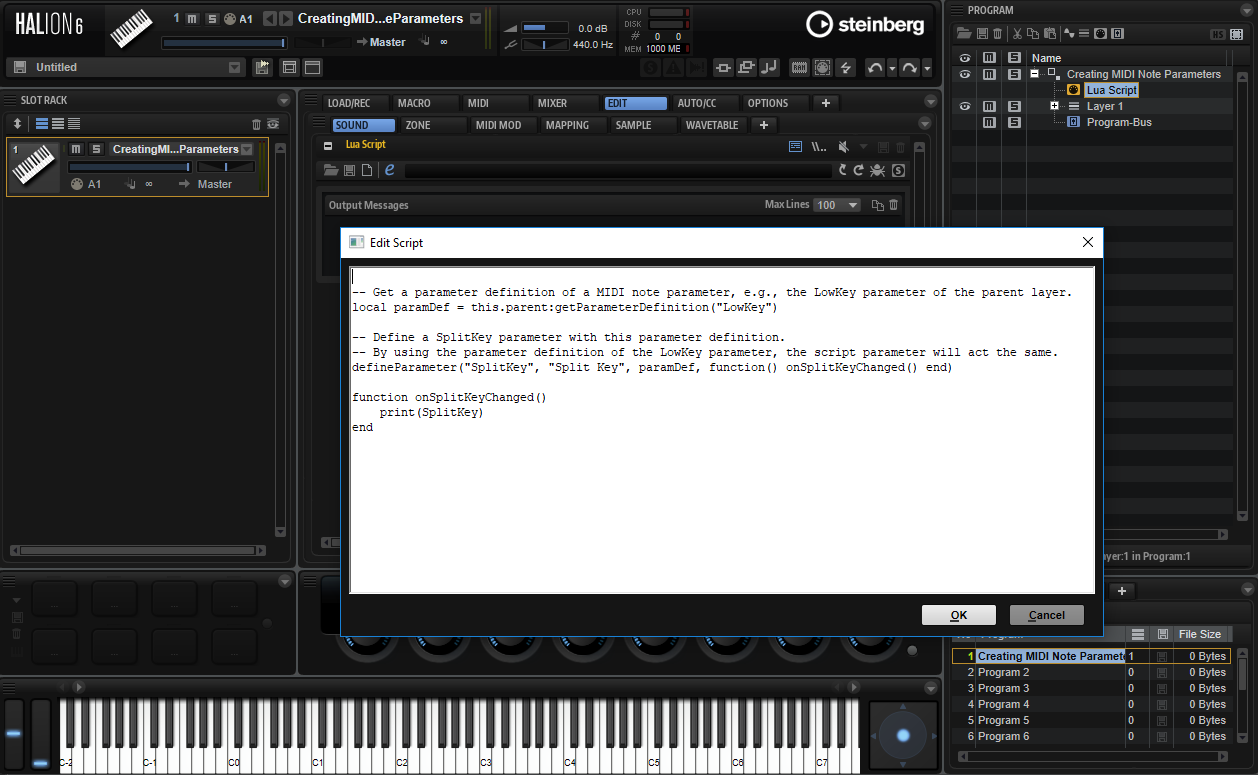 HALION 6
1 M S A1 CreatingMID...eParameters
Master ∞
0.0 dB
440.0 Hz
CPU
DISK
# 0 0
MEM 1000 ME
steinberg
Untitled
SLOT RACK
1 M S CreatingMI...Parameters
A1 ∞ Master
LOAD/REC MACRO MIDI MIXER EDIT AUTO/CC OPTIONS +
SOUND ZONE MIDI MOD MAPPING SAMPLE WAVETABLE +
Lua Script
e
Output Messages Max Lines 100
PROGRAM
M S Name
M S Creating MIDI Note Parameters
Lua Script
M S Layer 1
M S Program-Bus
Edit Script
-- Get a parameter definition of a MIDI note parameter, e.g., the LowKey parameter of the parent layer.
local paramDef = this.parent:getParameterDefinition("LowKey")
-- Define a SplitKey parameter with this parameter definition.
-- By using the parameter definition of the LowKey parameter, the script parameter will act the same.
defineParameter("SplitKey", "Split Key", paramDef, function() onSplitKeyChanged() end)
function onSplitKeyChanged()
print(SplitKey)
end
OK Cancel
yer:1 in Program:1
+
File Size
1 Creating MIDI Note Paramete 1 0 Bytes
2 Program 2 0 0 Bytes
3 Program 3 0 0 Bytes
4 Program 4 0 0 Bytes
5 Program 5 0 0 Bytes
6 Program 6 0 0 Bytes
C-2 C-1 C0 C1 C2 C3 C4 C5 C6 C7